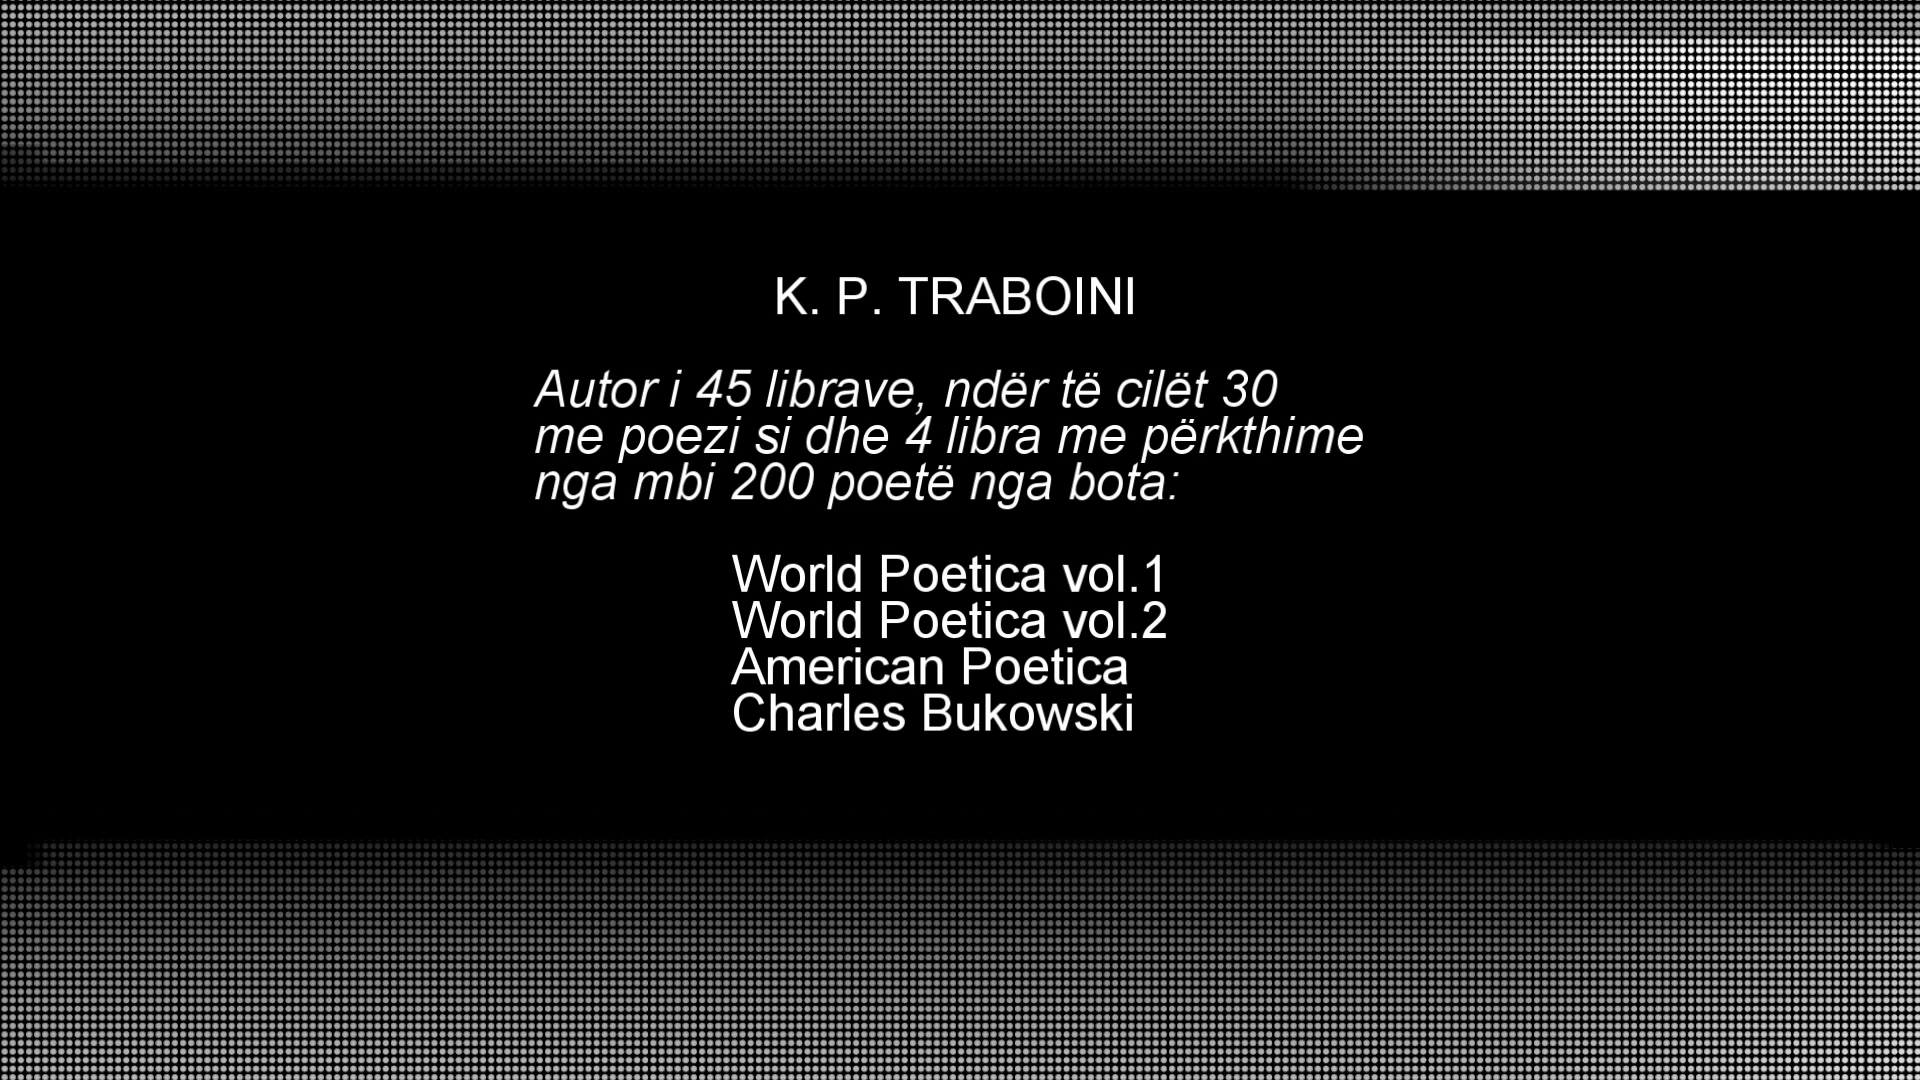 K. P. TRABOINI
Autor i 45 librave, ndër të cilët 30
me poezi si dhe 4 libra me përkthime
nga mbi 200 poetë nga bota:
World Poetica vol.1
World Poetica vol.2
American Poetica
Charles Bukowski